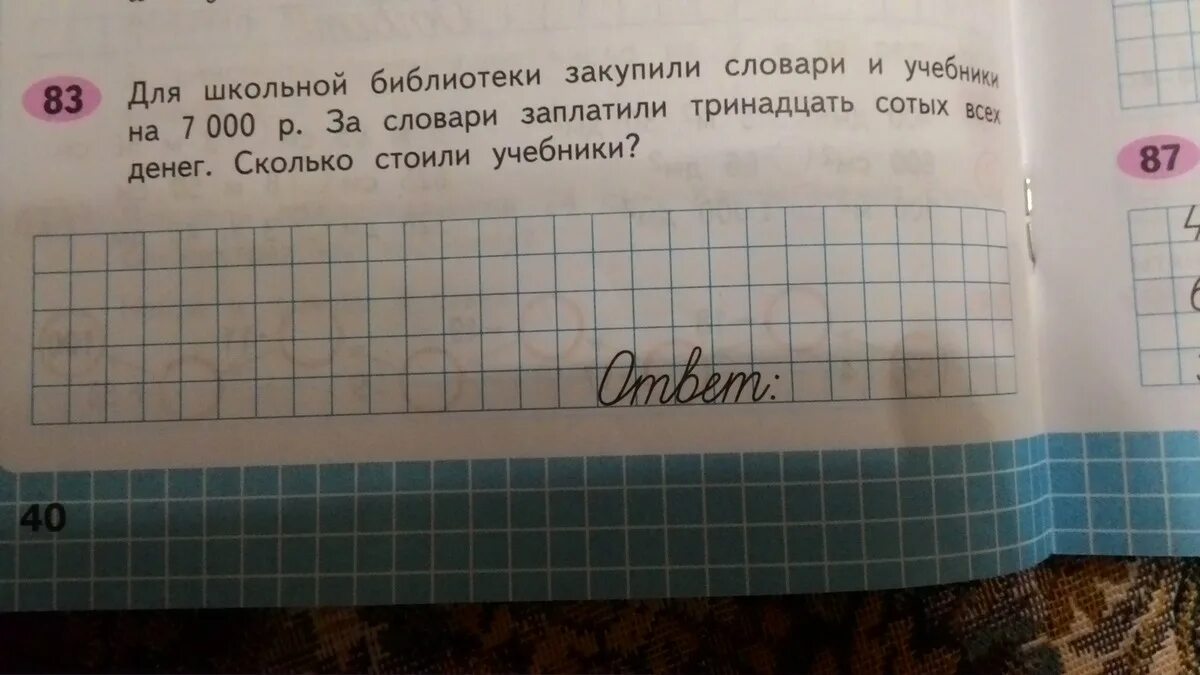 83 Для школьной библиотеки закупили словари и учебники
на 7 000 р. За словари заплатили тринадцать сотых всех
денег. Сколько стоили учебники?
Ответ:
40
87
4